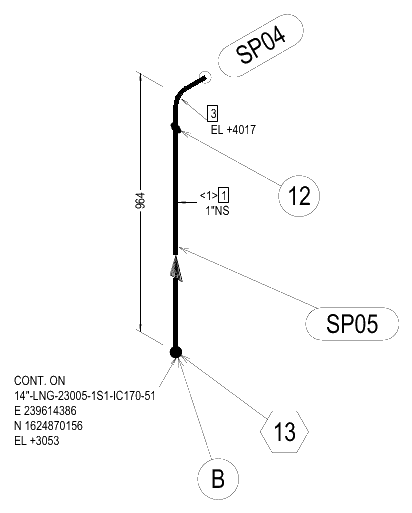 SP04
3
EL +4017
12
964
<1> 1
1"NS
SP05
CONT. ON
14"-LNG-23005-1S1-IC170-51
E 239614386
N 1624870156
EL +3053
13
B